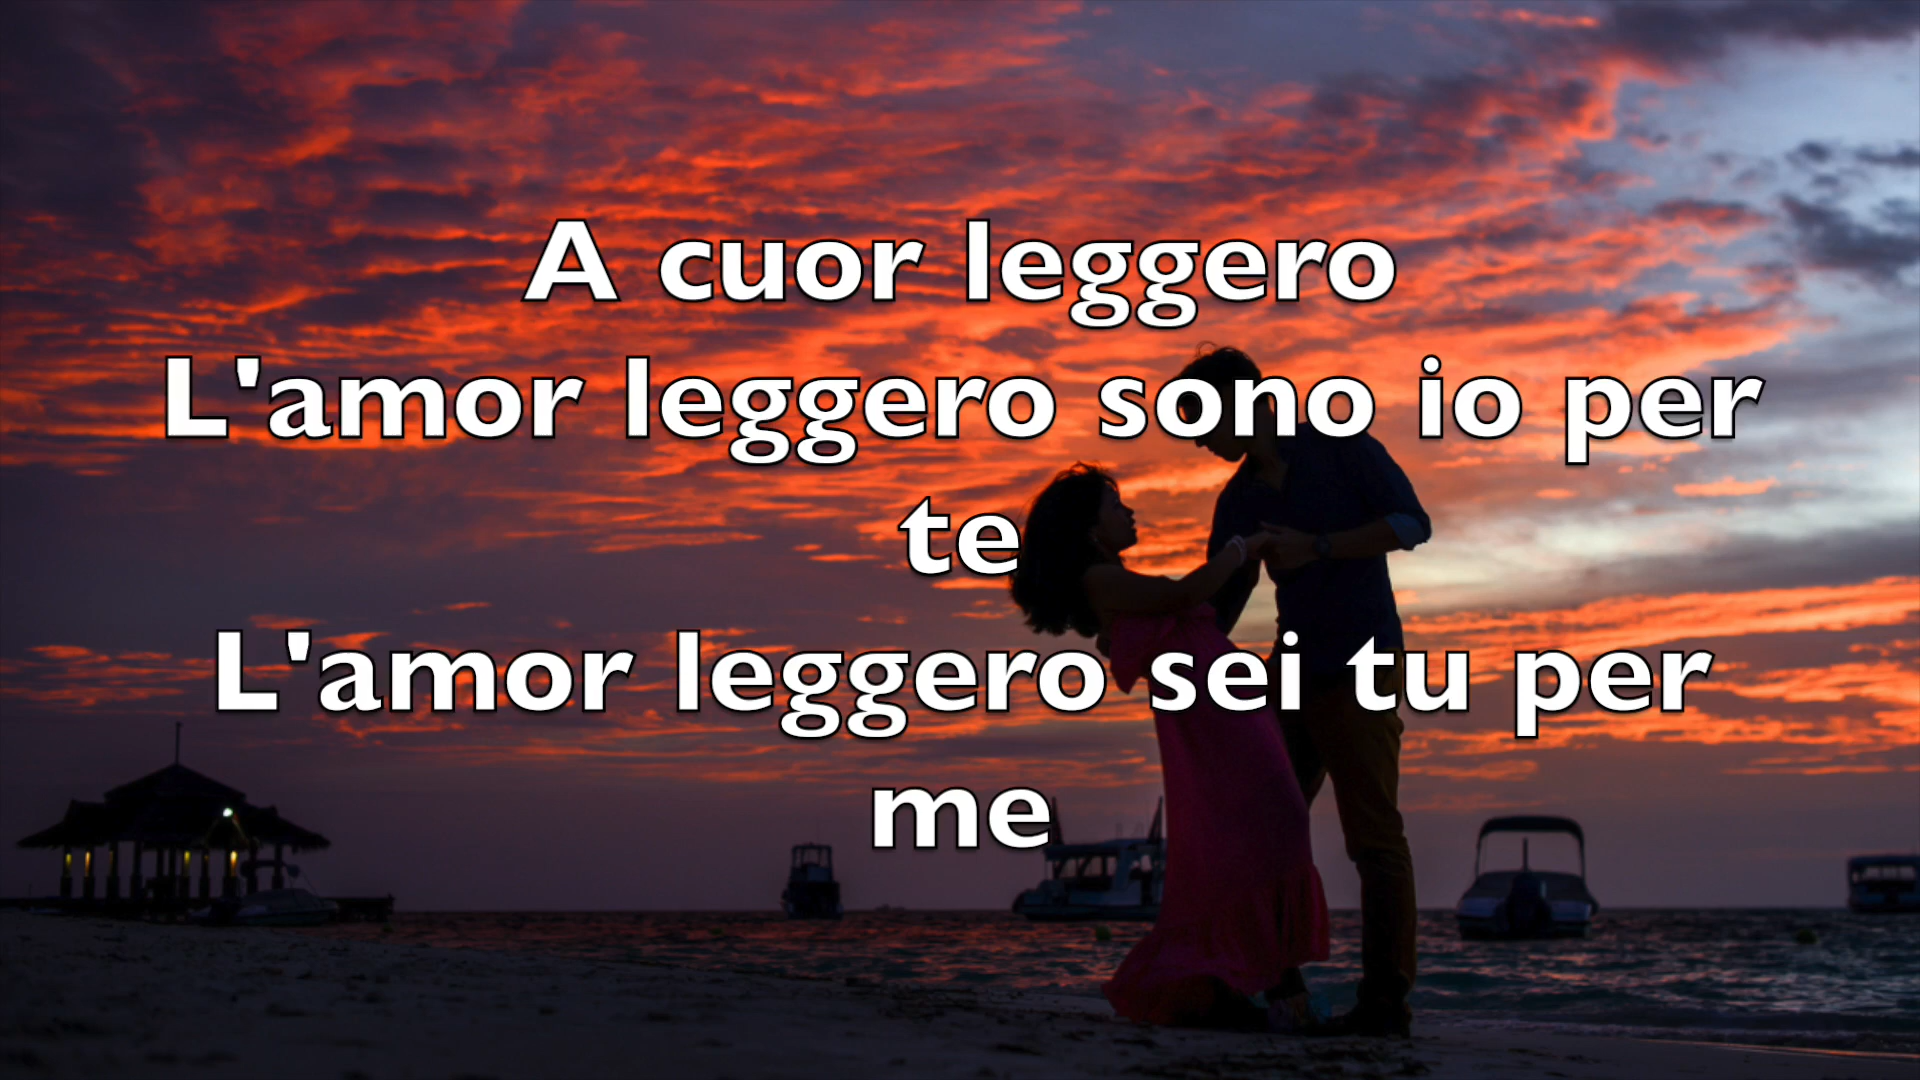 A cuor leggero
L'amor leggero sono io per
te
L'amor leggero sei tu per
me